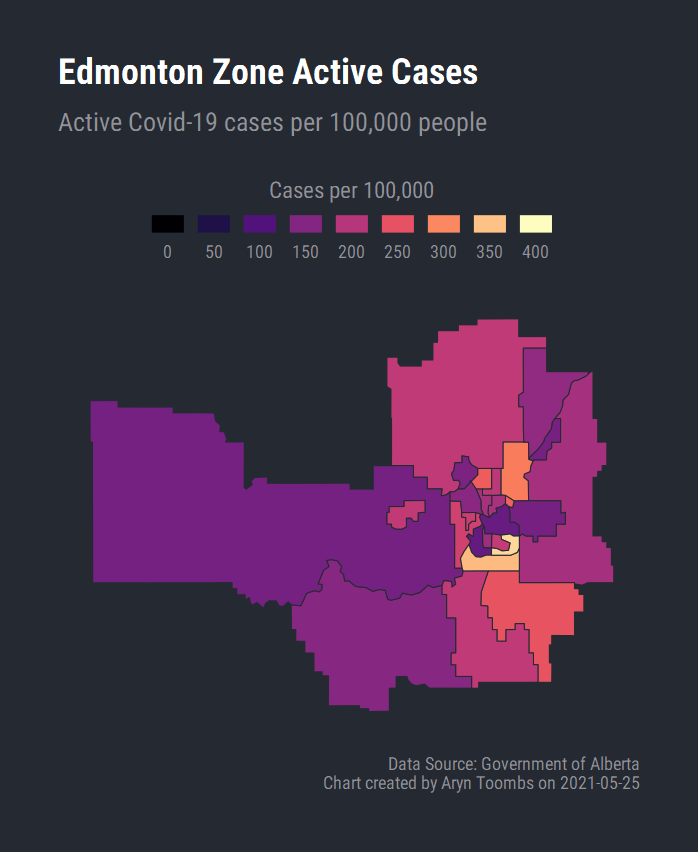 Edmonton Zone Active Cases
Active Covid-19 cases per 100,000 people
Cases per 100,000
0 50 100 150 200 250 300 350 400
Data Source: Government of Alberta
Chart created by Aryn Toombs on 2021-05-25